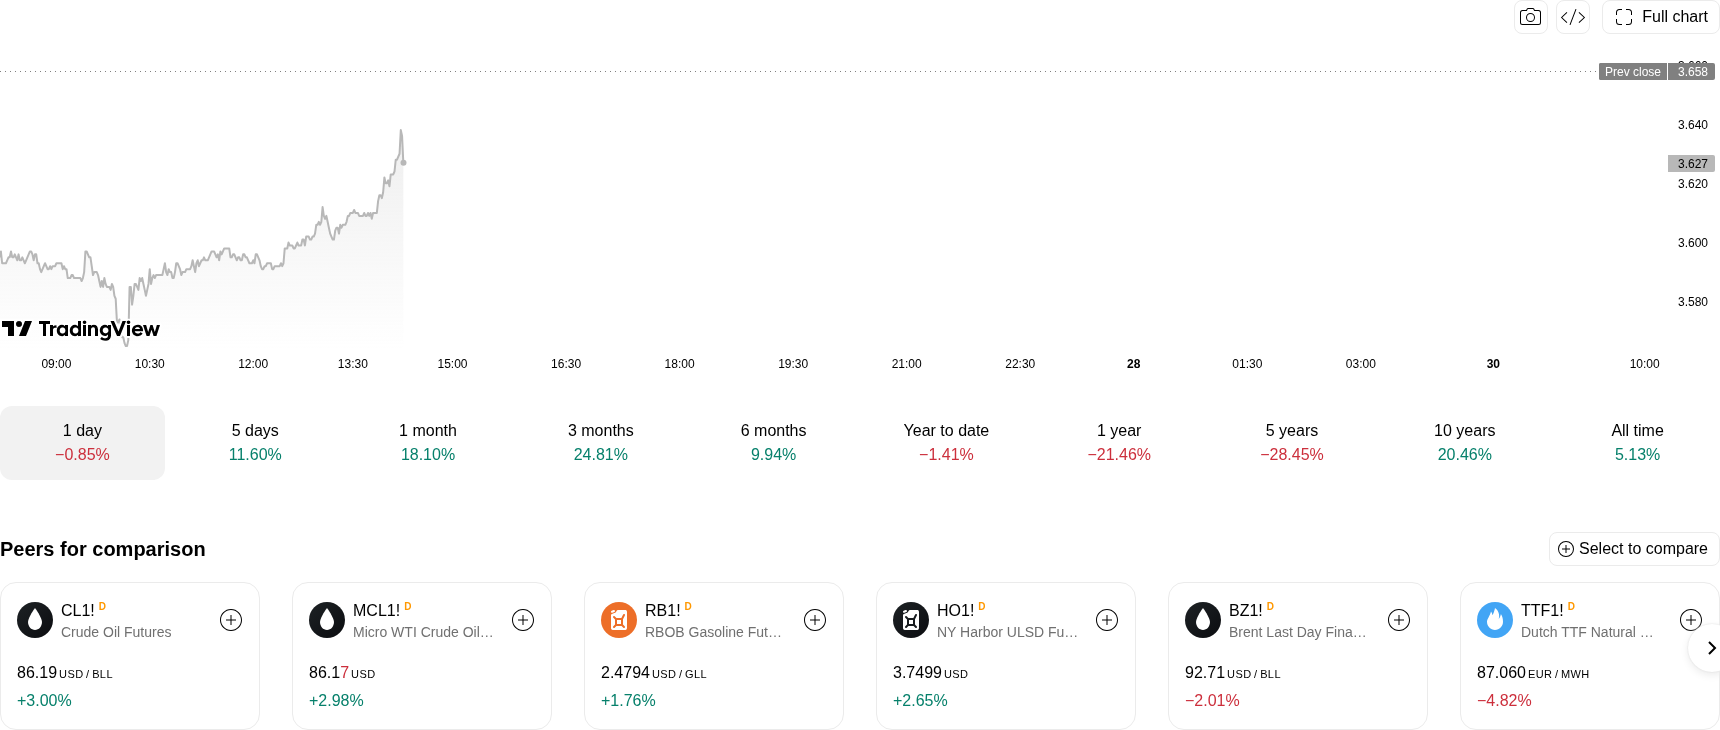 Full chart
Prev close 3.658
3.640
3.627
3.620
3.600
3.580
TradingView
09:00 10:30 12:00 13:30 15:00 16:30 18:00 19:30 21:00 22:30 28 01:30 03:00 30 10:00
1 day 5 days 1 month 3 months 6 months Year to date 1 year 5 years 10 years All time
−0.85% 11.60% 18.10% 24.81% 9.94% −1.41% −21.46% −28.45% 20.46% 5.13%
Peers for comparison
Select to compare
CL1! D
Crude Oil Futures
86.19 USD / BLL
+3.00%
MCL1! D
Micro WTI Crude Oil…
86.17 USD
+2.98%
RB1! D
RBOB Gasoline Fut…
2.4794 USD / GLL
+1.76%
HO1! D
NY Harbor ULSD Fu…
3.7499 USD
+2.65%
BZ1! D
Brent Last Day Fina…
92.71 USD / BLL
−2.01%
TTF1! D
Dutch TTF Natural …
87.060 EUR / MWH
−4.82%